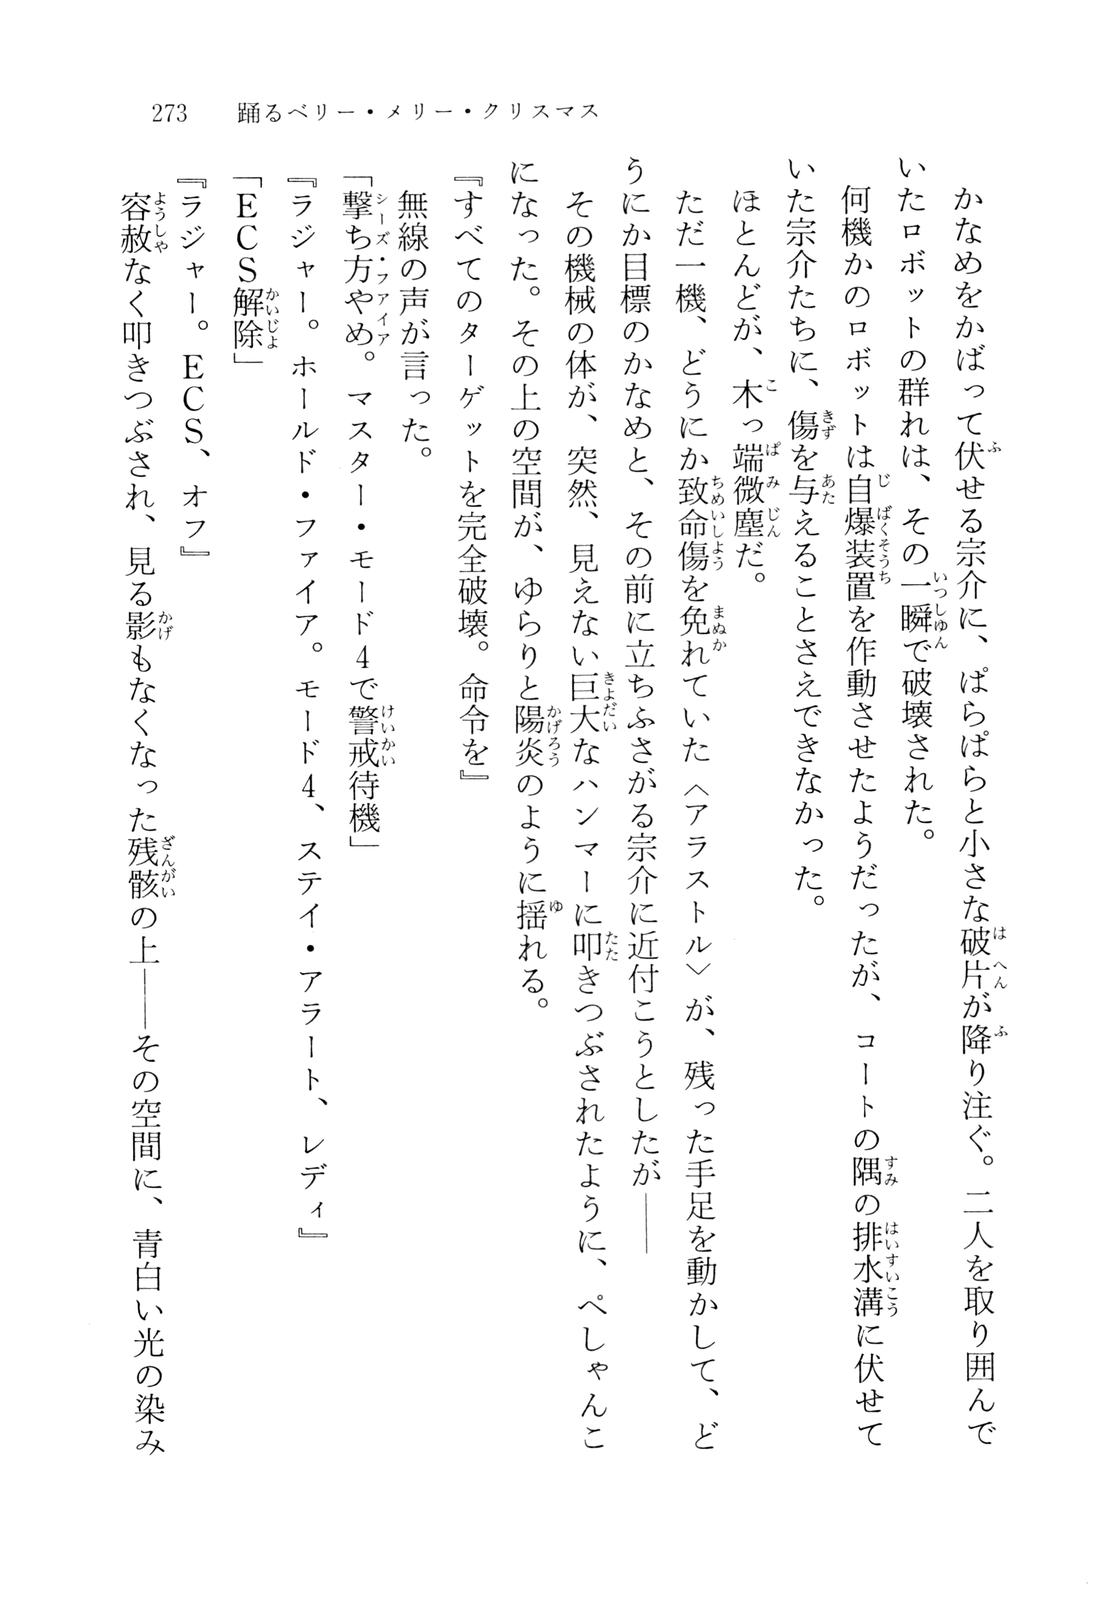 273　踊るベリー・メリー・クリスマス
　かなめをかばって伏せる宗介に、ぱらぱらと小さな破片が降り注ぐ。二人を取り囲んで
いたロボットの群れは、その一瞬で破壊された。
　何機かのロボットは自爆装置を作動させたようだったが、コートの隅の排水溝に伏せて
いた宗介たちに、傷を与えることさえできなかった。
　ほとんどが、木っ端微塵だ。
　ただ一機、どうにか致命傷を免れていた〈アラストル〉が、残った手足を動かして、ど
うにか目標のかなめと、その前に立ちふさがる宗介に近付こうとしたが――
　その機械の体が、突然、見えない巨大なハンマーに叩きつぶされたように、ぺしゃんこ
になった。その上の空間が、ゆらりと陽炎のように揺れる。
『すべてのターゲットを完全破壊。命令を』
　無線の声が言った。
「撃ち方やめ。マスター・モード4で警戒待機」
『ラジャー。ホールド・ファイア。モード4、ステイ・アラート、レディ』
「ECS解除」
『ラジャー。ECS、オフ』
　容赦なく叩きつぶされ、見る影もなくなった残骸の上――その空間に、青白い光の染み